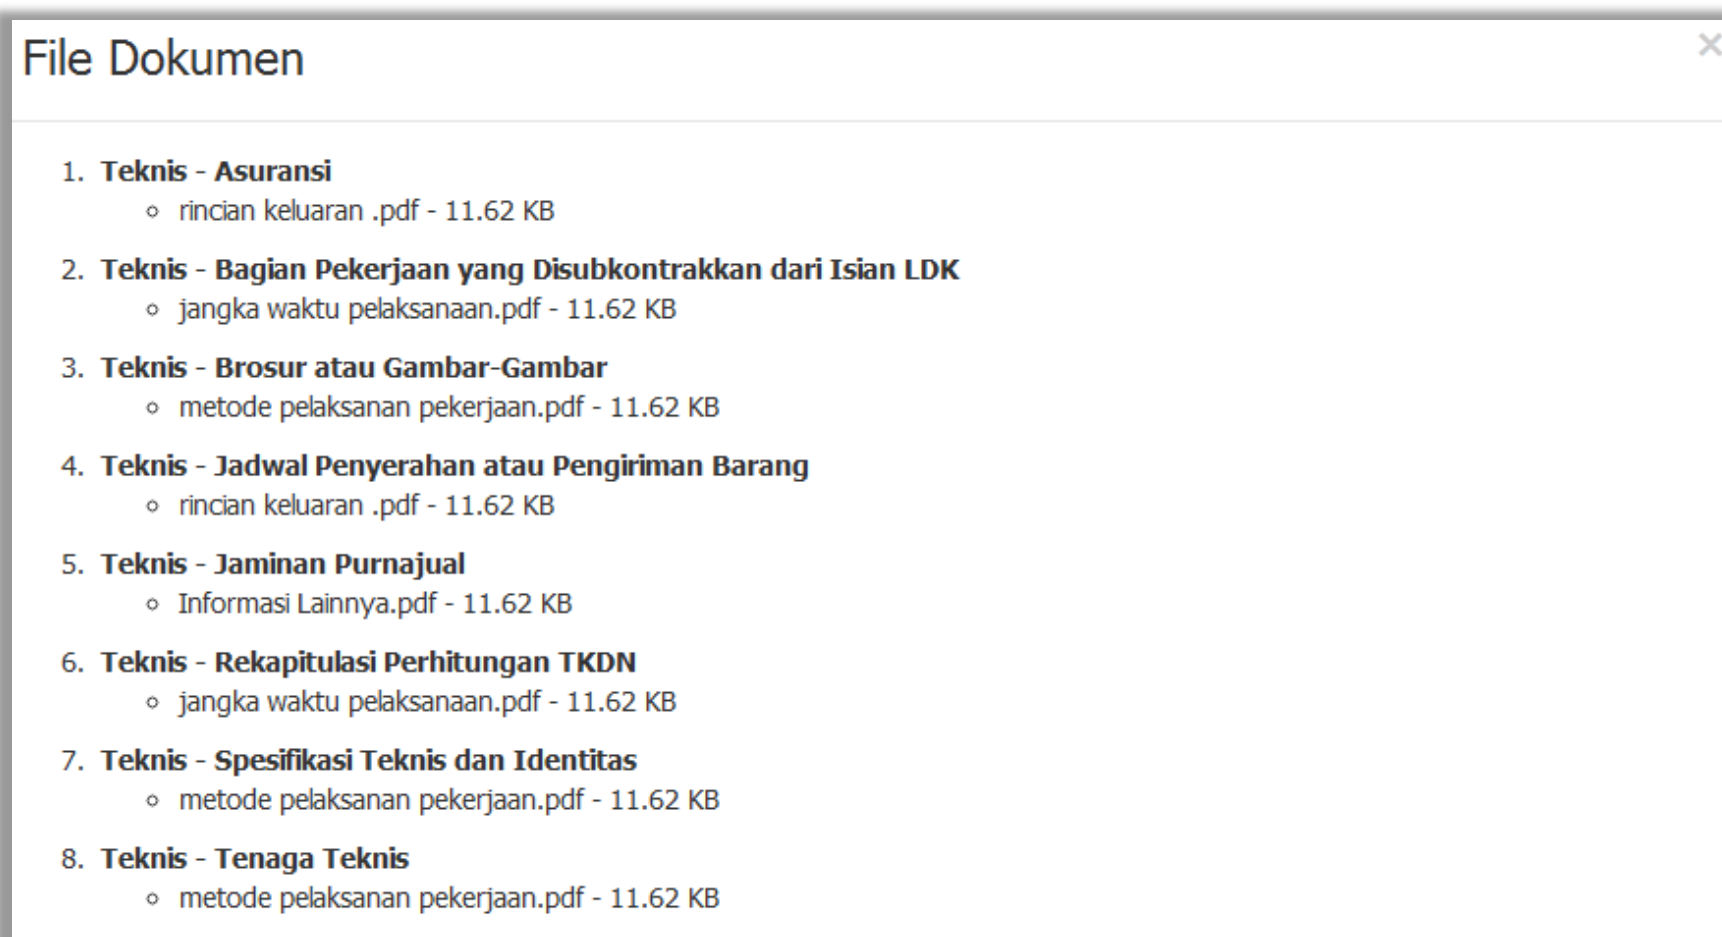 File Dokumen
×
1. Teknis - Asuransi
rincian keluaran .pdf - 11.62 KB
2. Teknis - Bagian Pekerjaan yang Disubkontrakkan dari Isian LDK
jangka waktu pelaksanaan.pdf - 11.62 KB
3. Teknis - Brosur atau Gambar-Gambar
metode pelaksanan pekerjaan.pdf - 11.62 KB
4. Teknis - Jadwal Penyerahan atau Pengiriman Barang
rincian keluaran .pdf - 11.62 KB
5. Teknis - Jaminan Purnajual
Informasi Lainnya.pdf - 11.62 KB
6. Teknis - Rekapitulasi Perhitungan TKDN
jangka waktu pelaksanaan.pdf - 11.62 KB
7. Teknis - Spesifikasi Teknis dan Identitas
metode pelaksanan pekerjaan.pdf - 11.62 KB
8. Teknis - Tenaga Teknis
metode pelaksanan pekerjaan.pdf - 11.62 KB